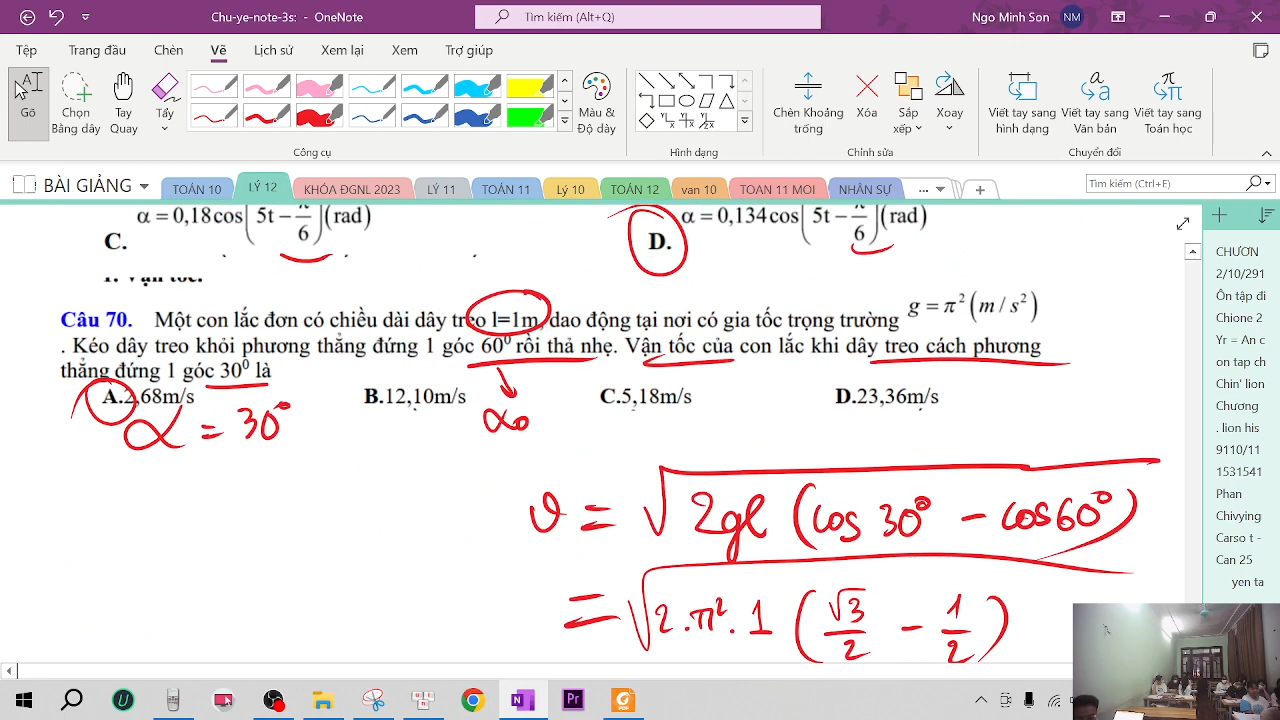 Chu-ye-note-3s: - OneNote
Tìm kiếm (Alt+Q)
Ngo Minh Son
NM
Tệp
Trang đầu
Chèn
Vẽ
Lịch sử
Xem lại
Xem
Trợ giúp
Gõ
Chọn Bằng dây
Tay Quay
Tẩy
Màu & Độ dày
Chèn Khoảng trống
Xóa
Sắp xếp
Xoay
Viết tay sang hình dạng
Viết tay sang Văn bản
Viết tay sang Toán học
Công cụ
Hình dạng
Chỉnh sửa
Chuyển đổi
BÀI GIẢNG
TOÁN 10
LÝ 12
KHÓA ĐGNL 2023
LÝ 11
TOÁN 11
Lý 10
TOÁN 12
van 10
TOAN 11 MOI
NHÂN SỰ
...
Tìm kiếm (Ctrl+E)
C. α = 0,18cos(5t − π/6)(rad)
D. α = 0,134cos(5t − π/6)(rad)
Câu 70. Một con lắc đơn có chiều dài dây treo l=1m, dao động tại nơi có gia tốc trọng trường g = π² (m / s²)
. Kéo dây treo khỏi phương thẳng đứng 1 góc 60⁰ rồi thả nhẹ. Vận tốc của con lắc khi dây treo cách phương
thẳng đứng 1 góc 30⁰ là
A.2,68m/s B.12,10m/s C.5,18m/s D.23,36m/s
α = 30° α₀
v = √(2gl (cos 30° − cos60°)
= √(2.π².1 (√3/2 − 1/2)
CHƯƠN
2/10/291
Ôn tập di
Yr = An c
on tap ch
Chin' lion
Chương
. lion his
9110/11
1531541
Phan
Chivying
Carso t -
Can 25
yen ta